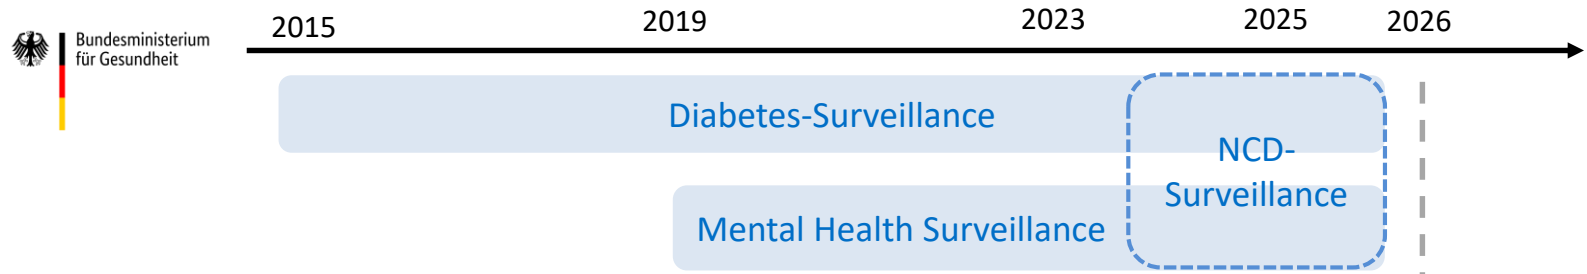 2015
2019
2023
2025
2026
Bundesministerium
für Gesundheit
Diabetes-Surveillance
NCD-
Surveillance
Mental Health Surveillance